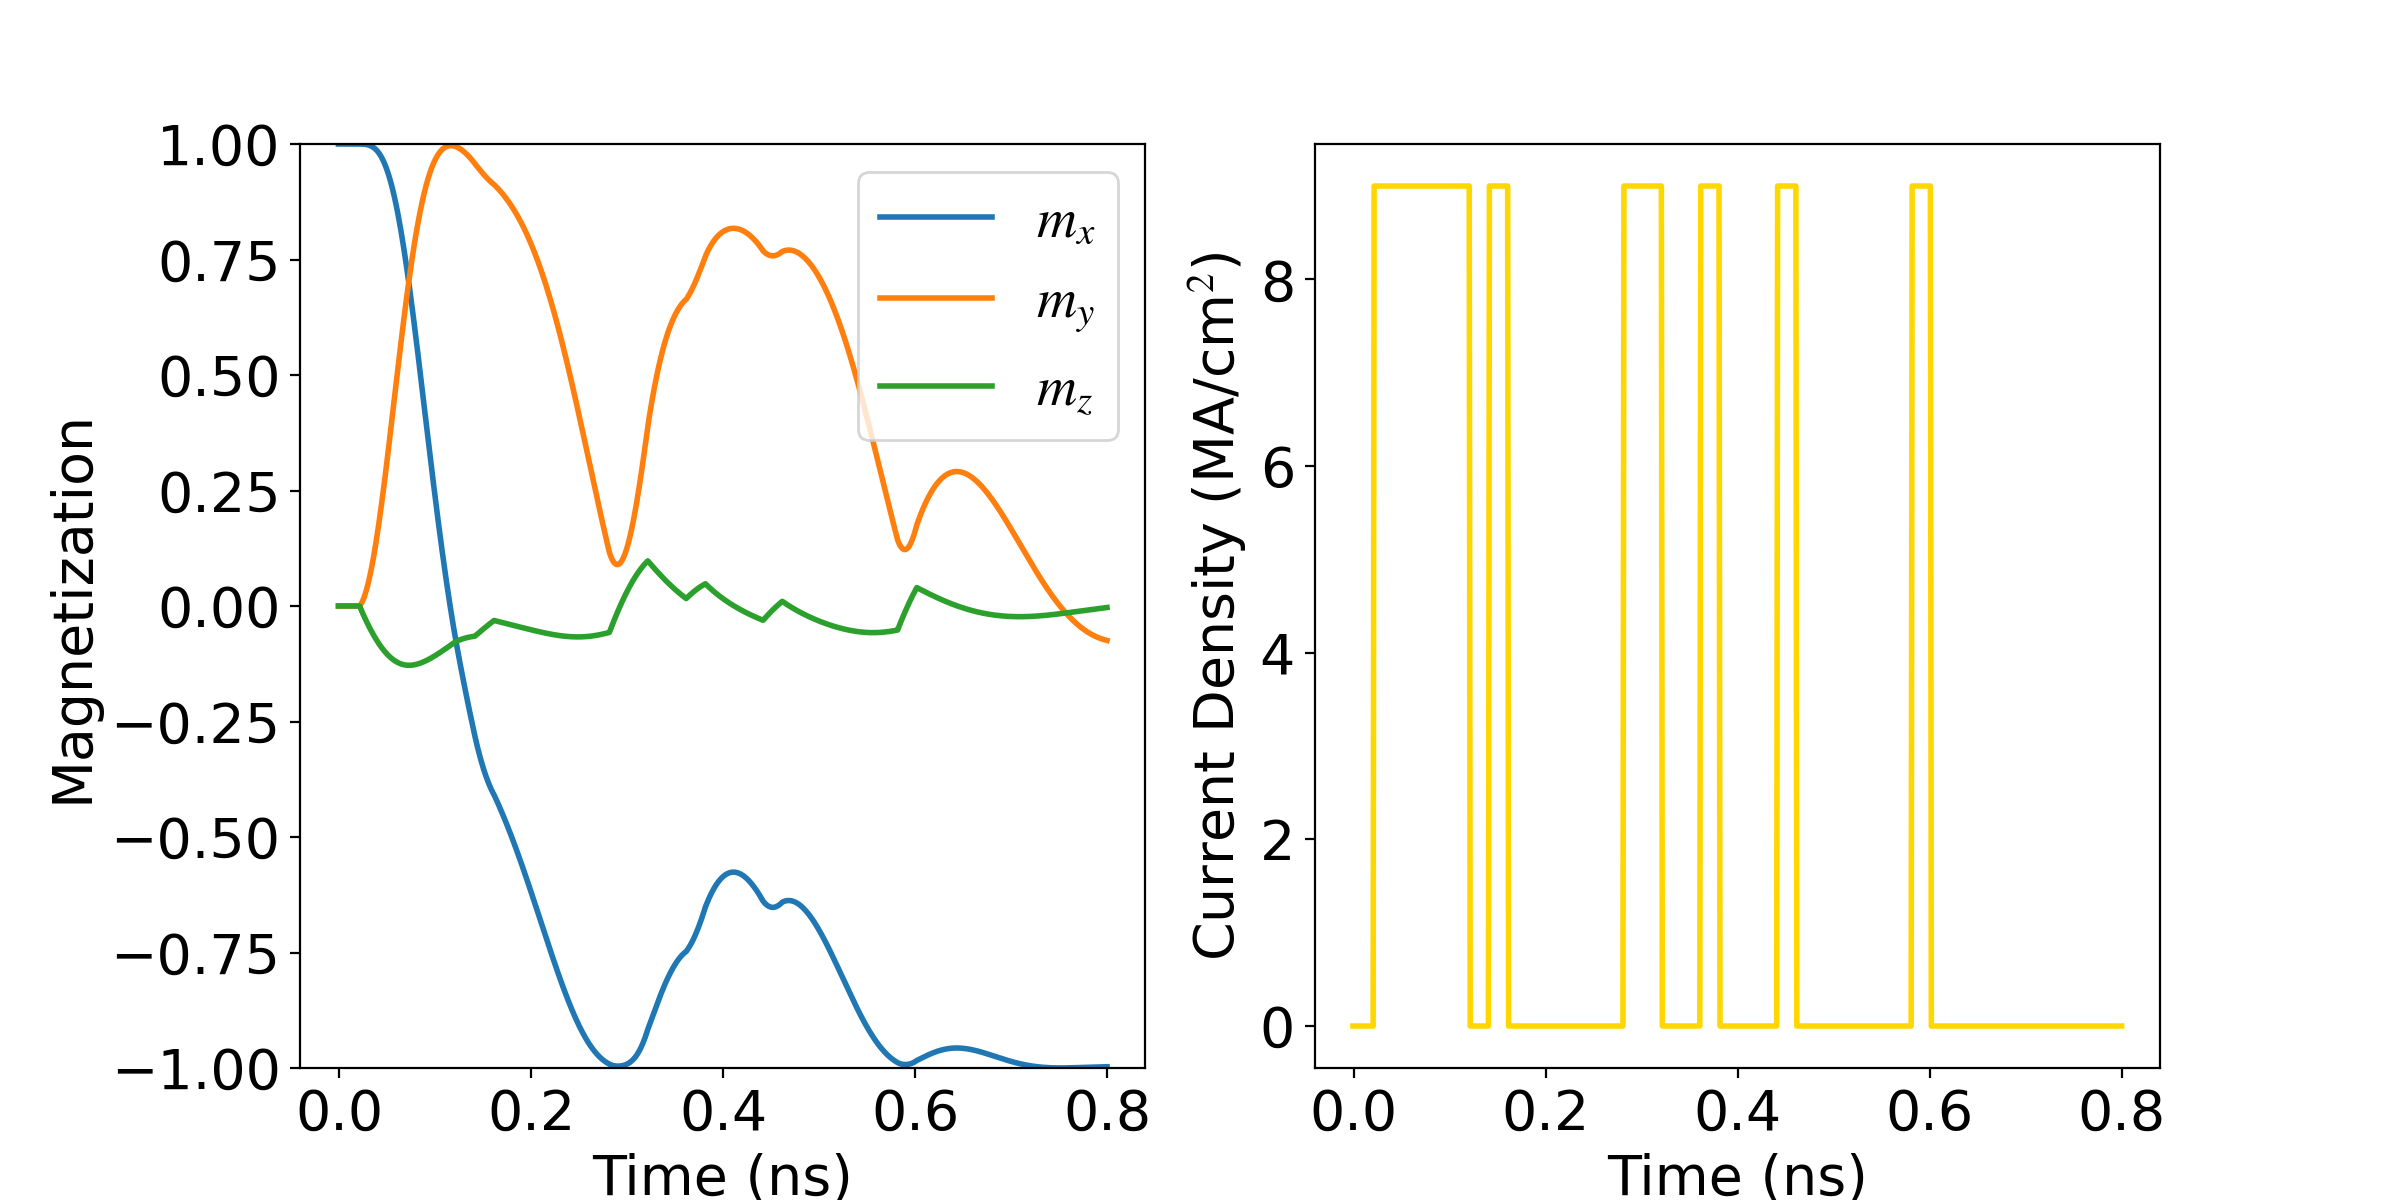 1.00
0.75
0.50
0.25
0.00
−0.25
−0.50
−0.75
−1.00
Magnetization
0.0 0.2 0.4 0.6 0.8
Time (ns)
mₓ
m_y
m_z
8
6
4
2
0
Current Density (MA/cm²)
0.0 0.2 0.4 0.6 0.8
Time (ns)